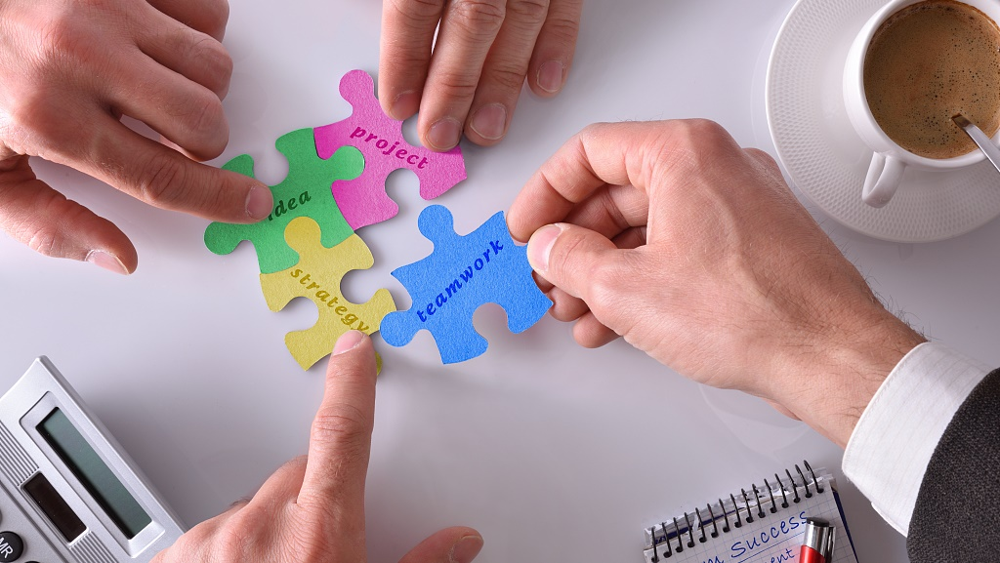 project
idea
strategy
teamwork
MR
Success